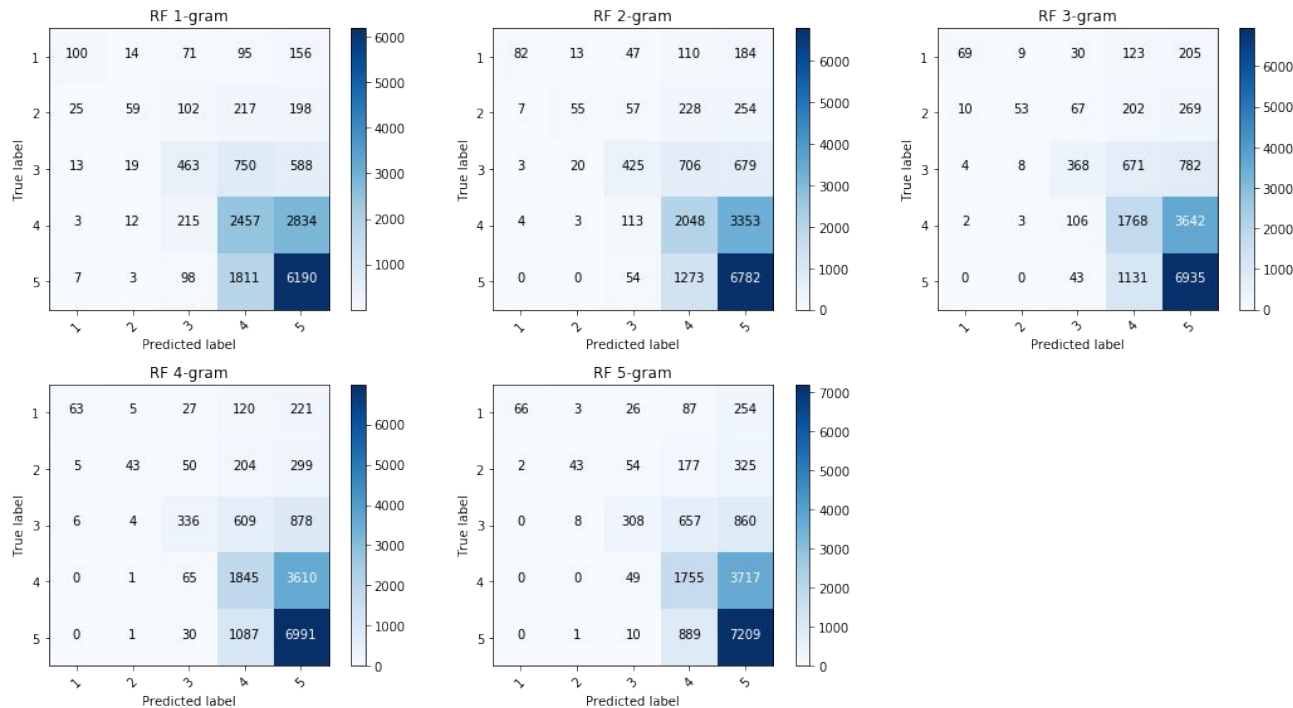 RF 1-gram
1 100 14 71 95 156
2 25 59 102 217 198
3 13 19 463 750 588
4 3 12 215 2457 2834
5 7 3 98 1811 6190
1 2 3 4 5
True label
Predicted label
6000
5000
4000
3000
2000
1000
RF 2-gram
1 82 13 47 110 184
2 7 55 57 228 254
3 3 20 425 706 679
4 4 3 113 2048 3353
5 0 0 54 1273 6782
1 2 3 4 5
True label
Predicted label
6000
5000
4000
3000
2000
1000
0
RF 3-gram
1 69 9 30 123 205
2 10 53 67 202 269
3 4 8 368 671 782
4 2 3 106 1768 3642
5 0 0 43 1131 6935
1 2 3 4 5
True label
Predicted label
6000
5000
4000
3000
2000
1000
0
RF 4-gram
1 63 5 27 120 221
2 5 43 50 204 299
3 6 4 336 609 878
4 0 1 65 1845 3610
5 0 1 30 1087 6991
1 2 3 4 5
True label
Predicted label
6000
5000
4000
3000
2000
1000
0
RF 5-gram
1 66 3 26 87 254
2 2 43 54 177 325
3 0 8 308 657 860
4 0 0 49 1755 3717
5 0 1 10 889 7209
1 2 3 4 5
True label
Predicted label
7000
6000
5000
4000
3000
2000
1000
0